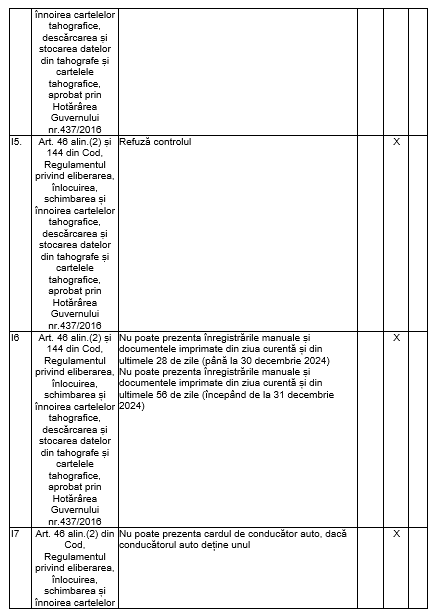 înnoirea cartelelor
tahografice,
descărcarea și
stocarea datelor
din tahografe și
cartelele
tahografice,
aprobat prin
Hotărârea
Guvernului
nr.437/2016
I5.
Art. 46 alin.(2) și
144 din Cod,
Regulamentul
privind eliberarea,
înlocuirea,
schimbarea și
înnoirea cartelelor
tahografice,
descărcarea și
stocarea datelor
din tahografe și
cartelele
tahografice,
aprobat prin
Hotărârea
Guvernului
nr.437/2016
Refuză controlul
X
I6
Art. 46 alin.(2) și
144 din Cod,
Regulamentul
privind eliberarea,
înlocuirea,
schimbarea și
înnoirea cartelelor
tahografice,
descărcarea și
stocarea datelor
din tahografe și
cartelele
tahografice,
aprobat prin
Hotărârea
Guvernului
nr.437/2016
Nu poate prezenta înregistrările manuale și
documentele imprimate din ziua curentă și din
ultimele 28 de zile (până la 30 decembrie 2024)
Nu poate prezenta înregistrările manuale și
documentele imprimate din ziua curentă și din
ultimele 56 de zile (începând de la 31 decembrie
2024)
X
I7
Art. 46 alin.(2) din
Cod,
Regulamentul
privind eliberarea,
înlocuirea,
schimbarea și
înnoirea cartelelor
Nu poate prezenta cardul de conducător auto, dacă
conducătorul auto deține unul
X